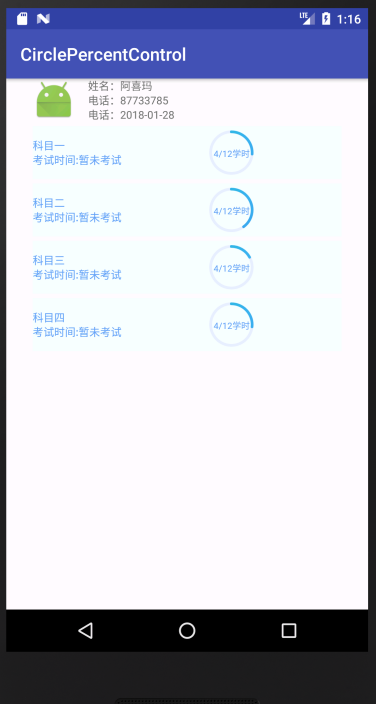 LTE 1:16
CirclePercentControl
姓名：阿喜玛
电话：87733785
电话：2018-01-28
科目一
考试时间:暂未考试
4/12学时
科目二
考试时间:暂未考试
4/12学时
科目三
考试时间:暂未考试
4/12学时
科目四
考试时间:暂未考试
4/12学时